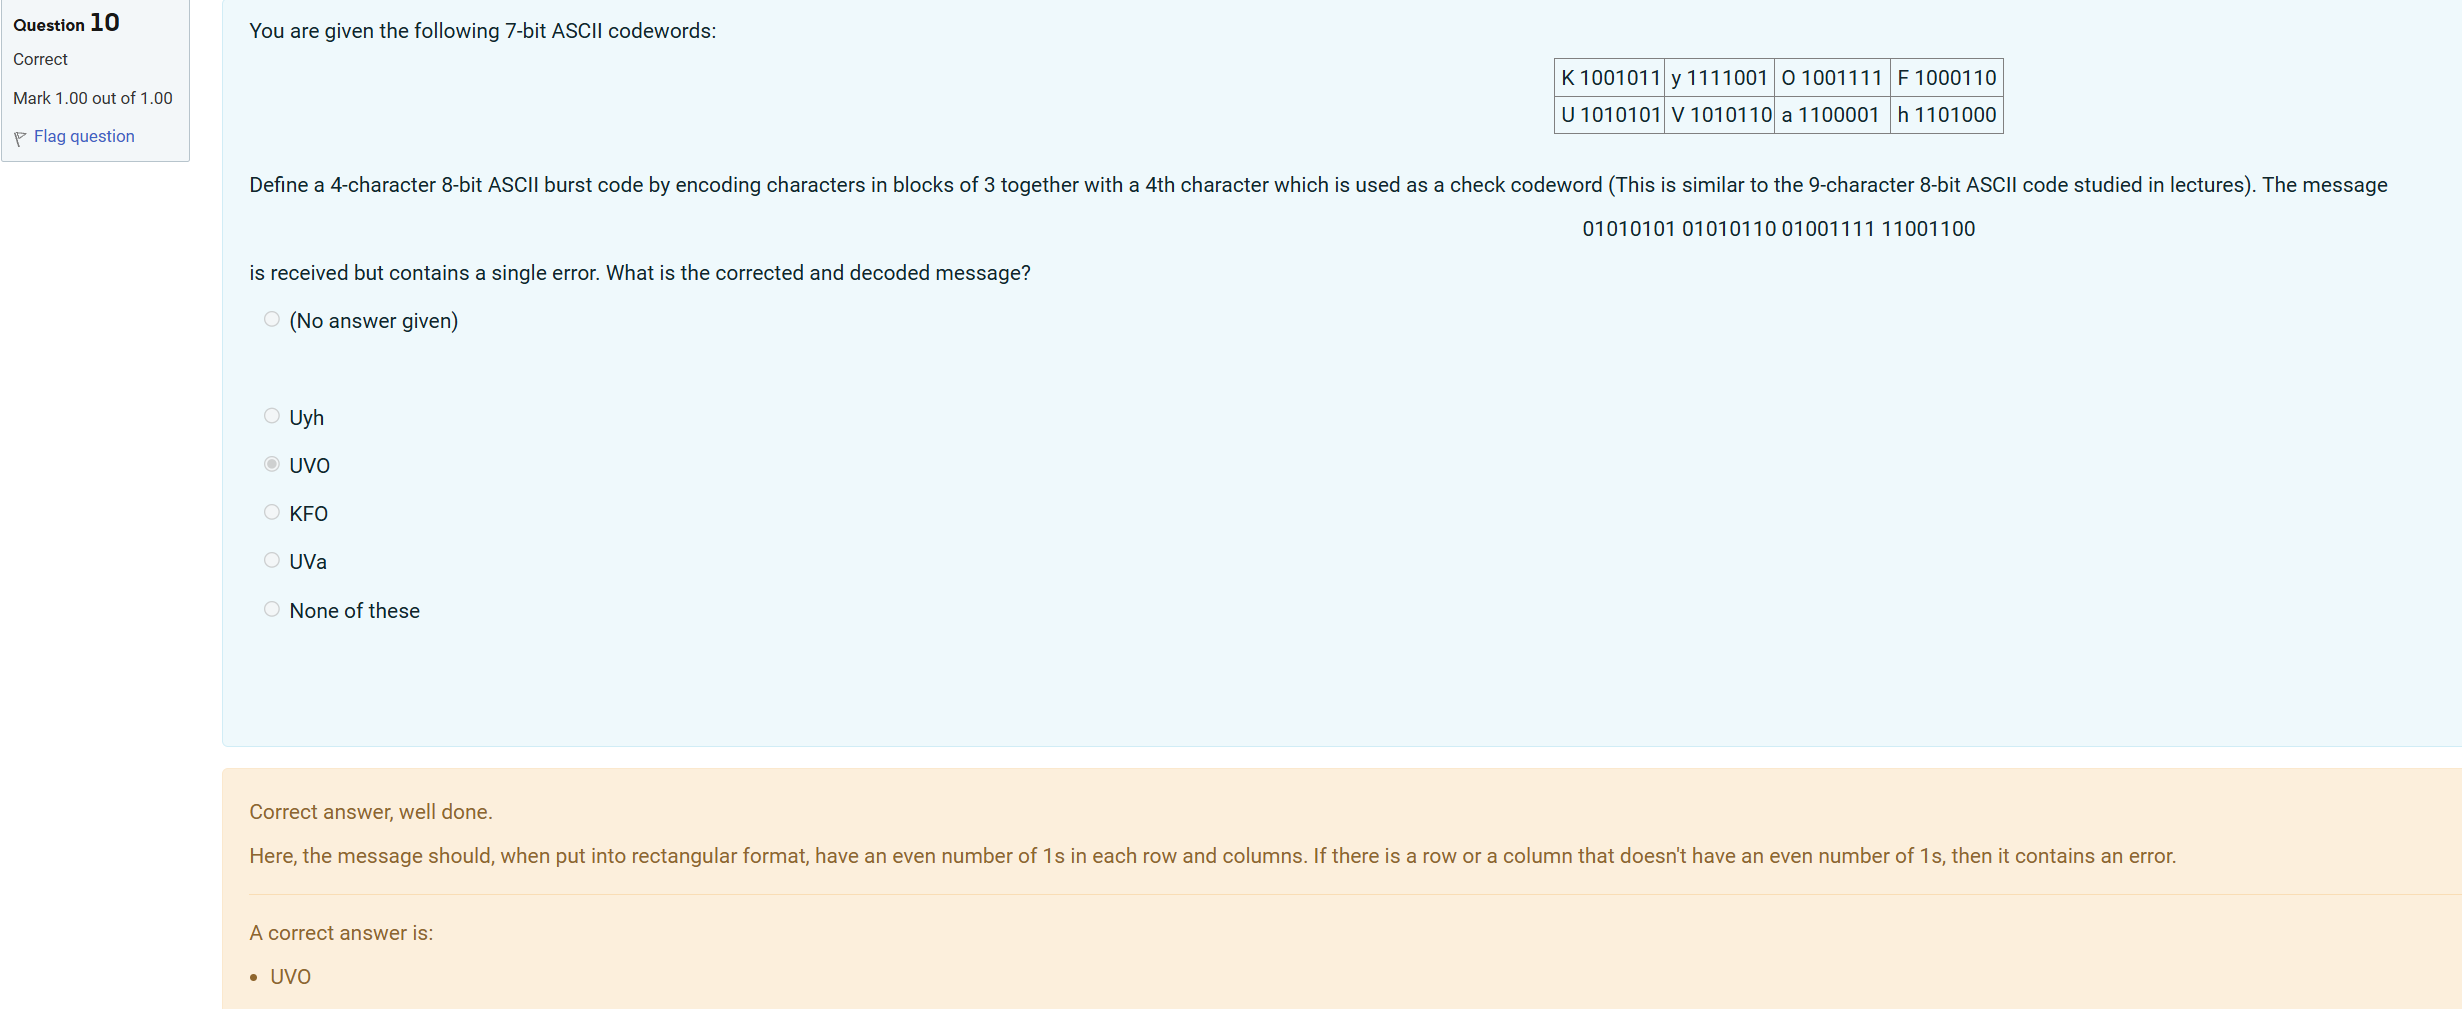 Question 10
Correct
Mark 1.00 out of 1.00
Flag question
You are given the following 7-bit ASCII codewords:
K 1001011 y 1111001 O 1001111 F 1000110
U 1010101 V 1010110 a 1100001 h 1101000
Define a 4-character 8-bit ASCII burst code by encoding characters in blocks of 3 together with a 4th character which is used as a check codeword (This is similar to the 9-character 8-bit ASCII code studied in lectures). The message
01010101 01010110 01001111 11001100
is received but contains a single error. What is the corrected and decoded message?
(No answer given)
Uyh
UVO
KFO
UVa
None of these
Correct answer, well done.
Here, the message should, when put into rectangular format, have an even number of 1s in each row and columns. If there is a row or a column that doesn't have an even number of 1s, then it contains an error.
A correct answer is:
• UVO